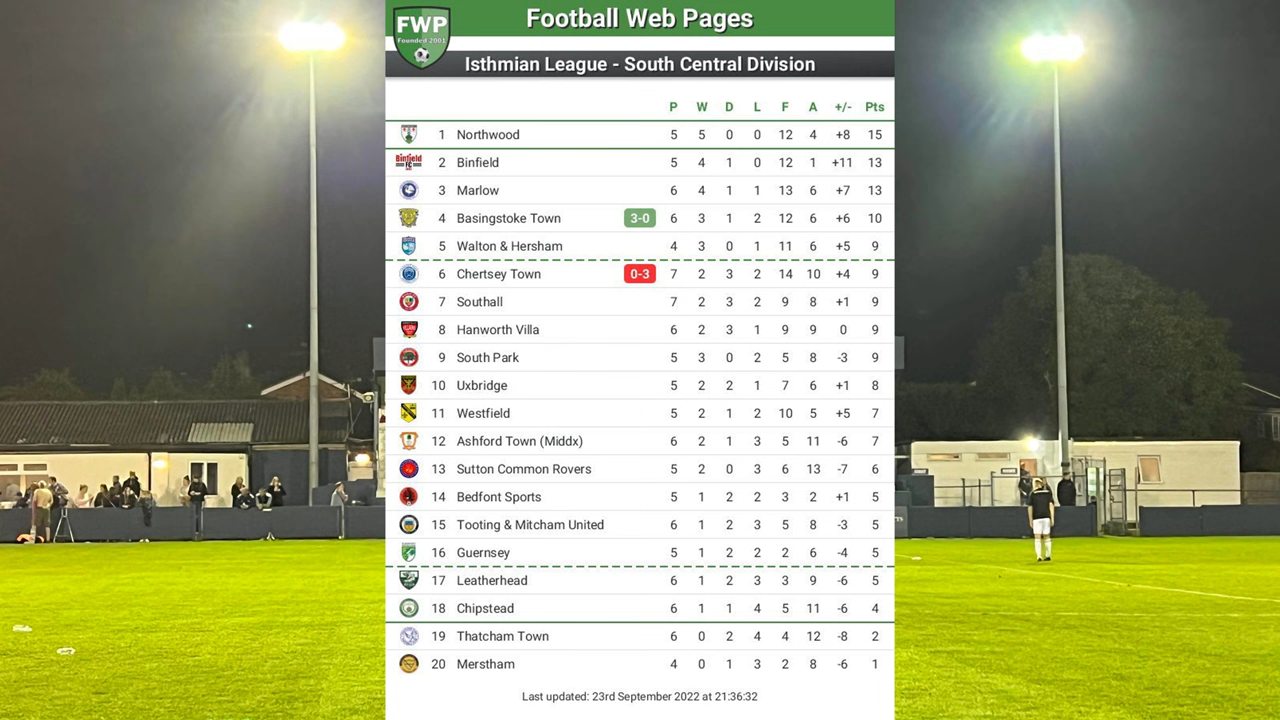 FWP
Founded 2001
Football Web Pages
Isthmian League - South Central Division
P W D L F A +/- Pts
1 Northwood 5 5 0 0 12 4 +8 15
Binfield FC 2 Binfield 5 4 1 0 12 1 +11 13
3 Marlow 6 4 1 1 13 6 +7 13
4 Basingstoke Town 3-0 6 3 1 2 12 6 +6 10
5 Walton & Hersham 4 3 0 1 11 6 +5 9
6 Chertsey Town 0-3 7 2 3 2 14 10 +4 9
7 Southall 7 2 3 2 9 8 +1 9
8 Hanworth Villa 6 2 3 1 9 9 0 9
9 South Park 5 3 0 2 5 8 -3 9
10 Uxbridge 5 2 2 1 7 6 +1 8
11 Westfield 5 2 1 2 10 5 +5 7
12 Ashford Town (Middx) 6 2 1 3 5 11 -6 7
13 Sutton Common Rovers 5 2 0 3 6 13 -7 6
14 Bedfont Sports 5 1 2 2 3 2 +1 5
15 Tooting & Mitcham United 6 1 2 3 5 8 -3 5
16 Guernsey 5 1 2 2 2 6 -4 5
17 Leatherhead 6 1 2 3 3 9 -6 5
18 Chipstead 6 1 1 4 5 11 -6 4
19 Thatcham Town 6 0 2 4 4 12 -8 2
20 Merstham 4 0 1 3 2 8 -6 1
Last updated: 23rd September 2022 at 21:36:32